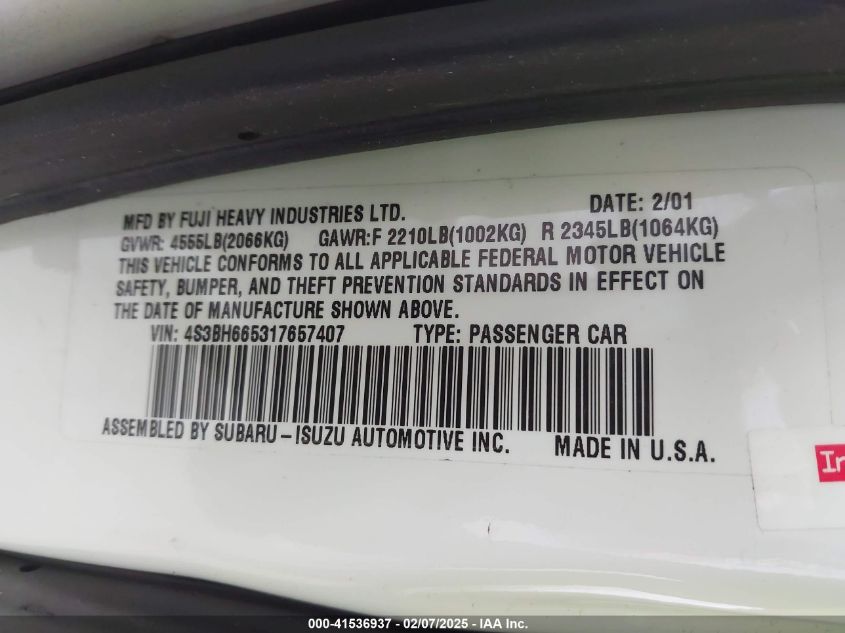 MFD BY FUJI HEAVY INDUSTRIES LTD. DATE: 2/01
GVWR: 4555LB(2066KG) GAWR:F 2210LB(1002KG) R 2345LB(1064KG)
THIS VEHICLE CONFORMS TO ALL APPLICABLE FEDERAL MOTOR VEHICLE
SAFETY, BUMPER, AND THEFT PREVENTION STANDARDS IN EFFECT ON
THE DATE OF MANUFACTURE SHOWN ABOVE.
VIN: 4S3BH665317657407 TYPE: PASSENGER CAR
ASSEMBLED BY SUBARU-ISUZU AUTOMOTIVE INC. MADE IN U.S.A.
000-41536937 - 02/07/2025 - IAA Inc.